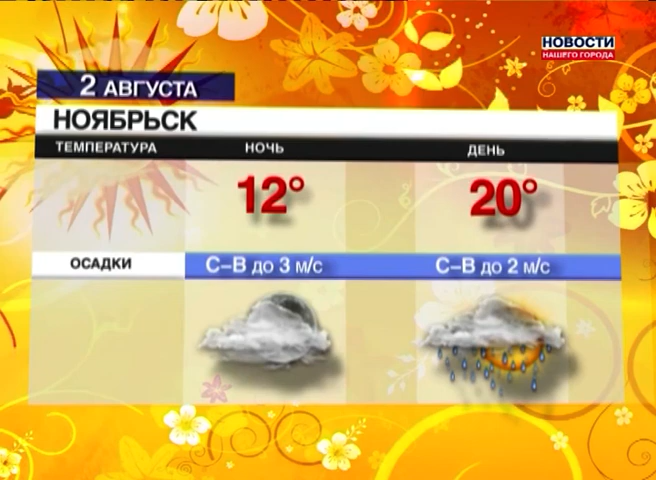 НОВОСТИ
НАШЕГО ГОРОДА
2 АВГУСТА
НОЯБРЬСК
ТЕМПЕРАТУРА НОЧЬ ДЕНЬ
12° 20°
ОСАДКИ С–В ДО 3 М/С С–В ДО 2 М/С